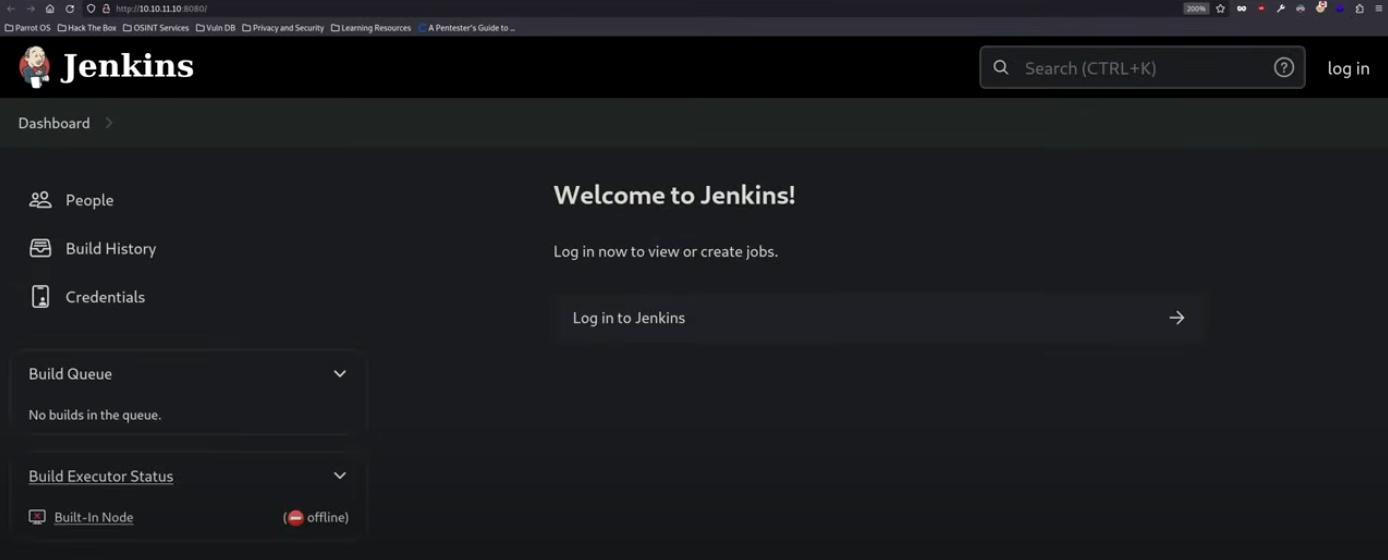 http://10.10.11.10:8080/
200%
Parrot OS Hack The Box OSINT Services Vuln DB Privacy and Security Learning Resources A Pentester's Guide to ...
Jenkins
Search (CTRL+K)
?
log in
Dashboard
People
Build History
Credentials
Welcome to Jenkins!
Log in now to view or create jobs.
Log in to Jenkins
Build Queue
No builds in the queue.
Build Executor Status
Built-In Node
(offline)